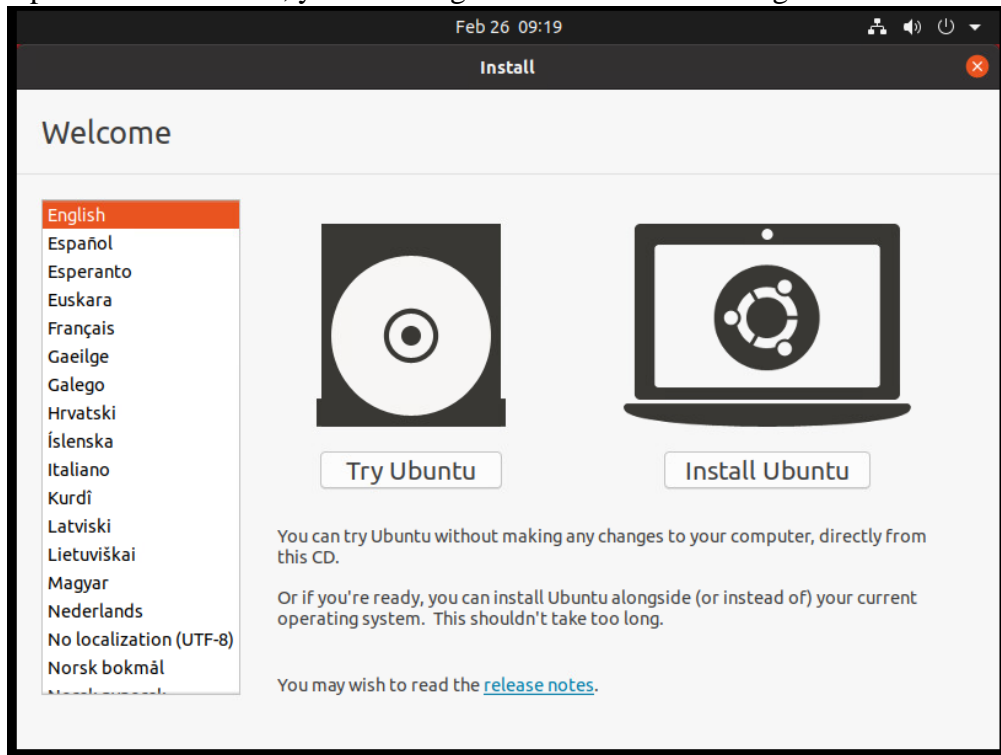 Feb 26 09:19
Install
Welcome
English
Español
Esperanto
Euskara
Français
Gaeilge
Galego
Hrvatski
Íslenska
Italiano
Kurdî
Latviski
Lietuviškai
Magyar
Nederlands
No localization (UTF-8)
Norsk bokmål
Try Ubuntu
Install Ubuntu
You can try Ubuntu without making any changes to your computer, directly from
this CD.
Or if you're ready, you can install Ubuntu alongside (or instead of) your current
operating system. This shouldn't take too long.
You may wish to read the release notes.